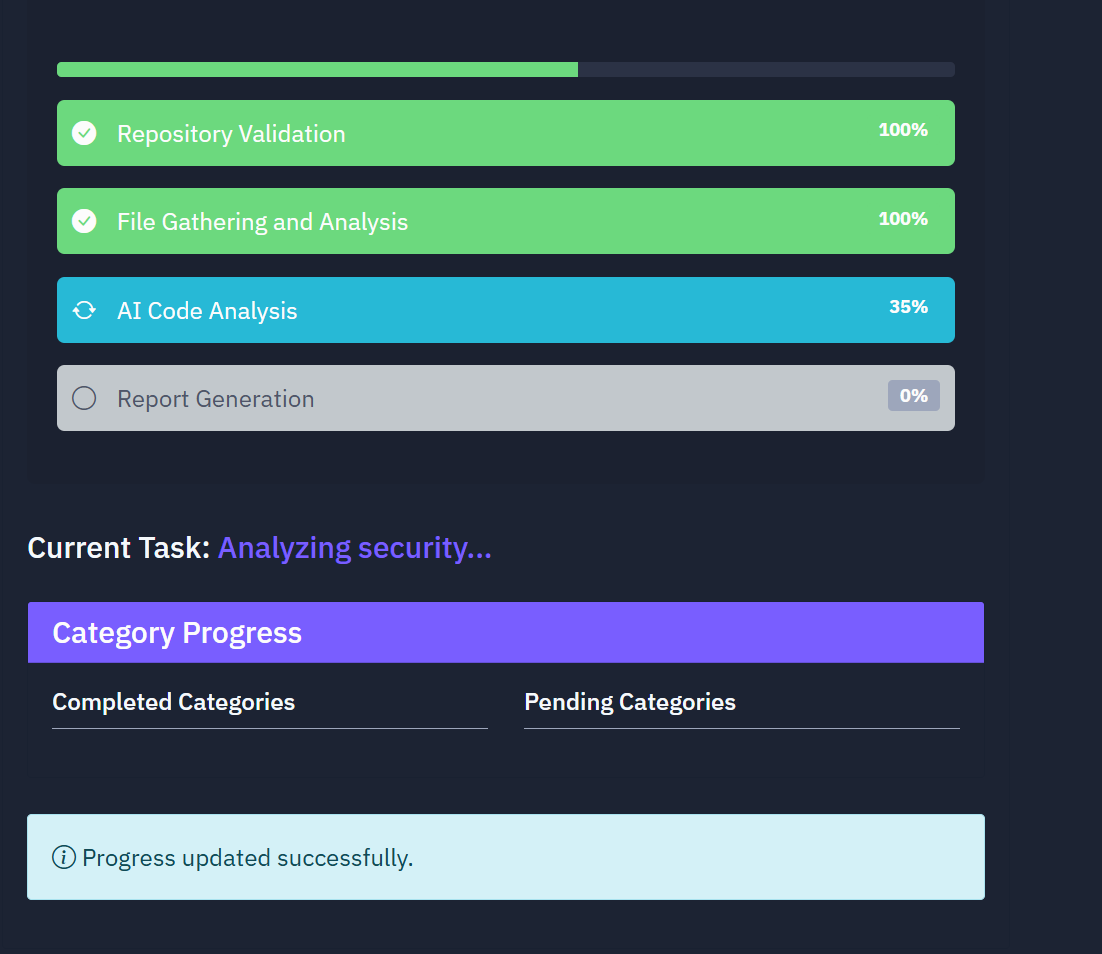 Repository Validation 100%
File Gathering and Analysis 100%
AI Code Analysis 35%
Report Generation 0%
Current Task: Analyzing security...
Category Progress
Completed Categories
Pending Categories
Progress updated successfully.